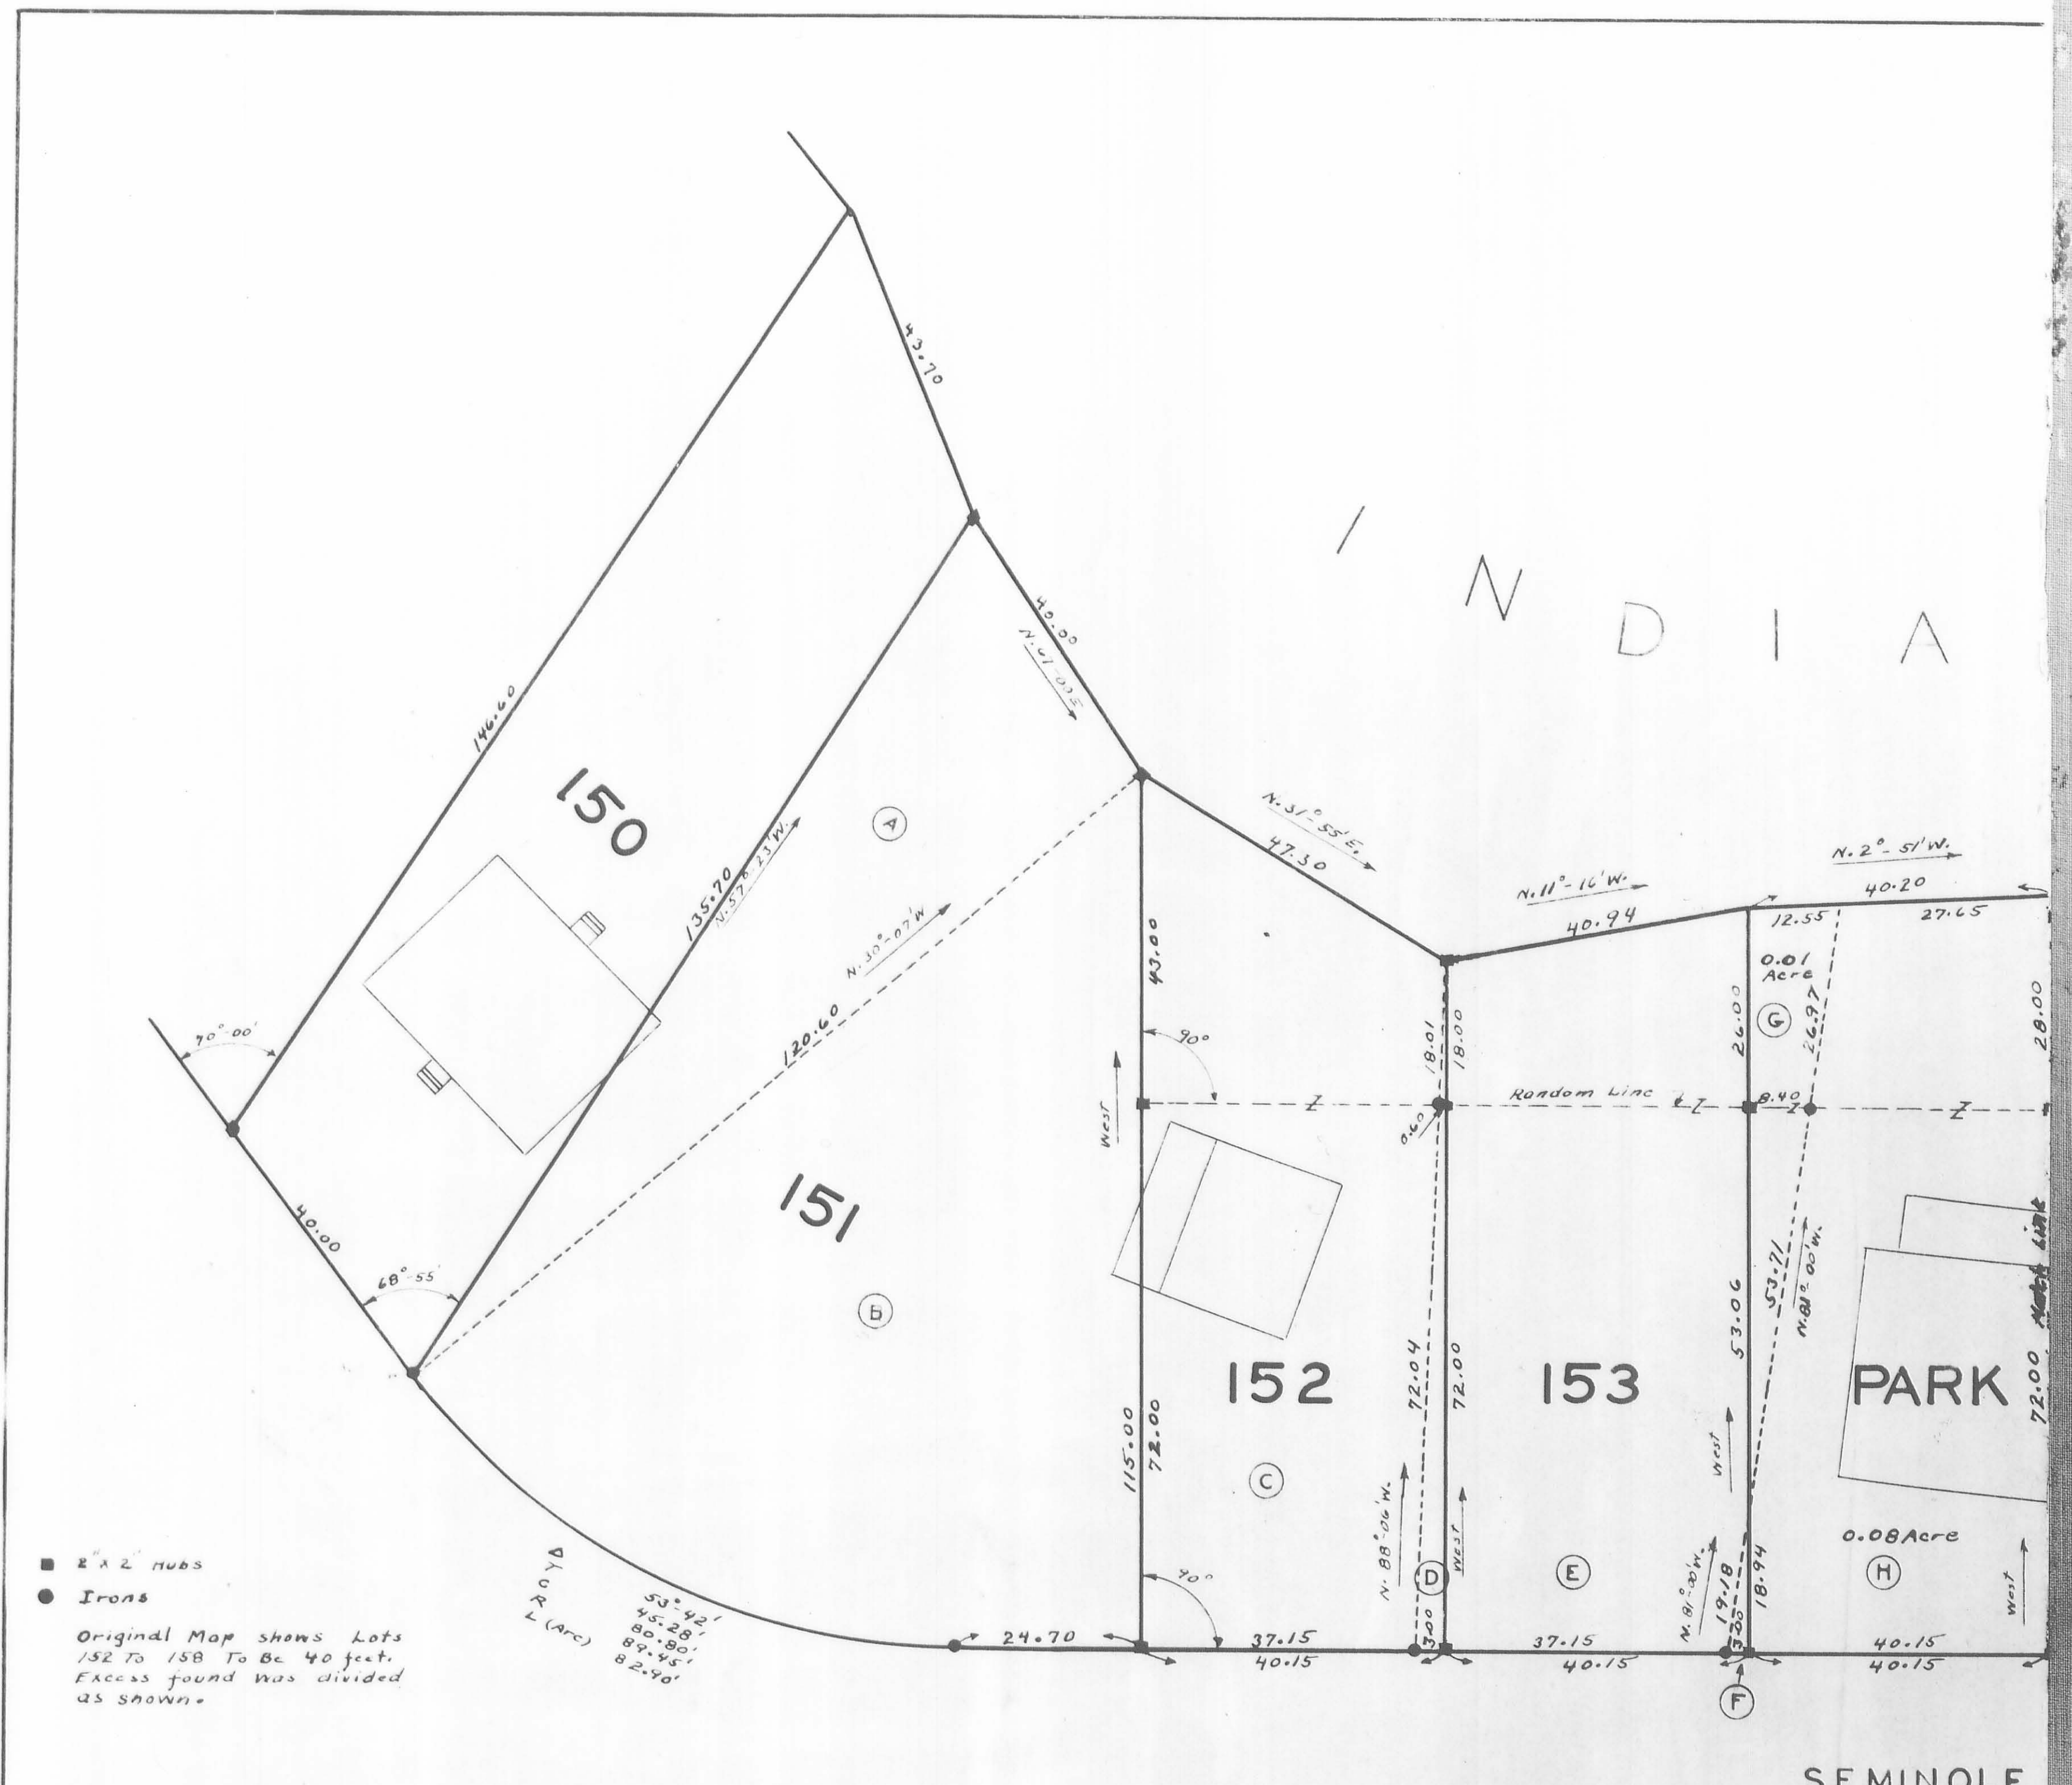 43.70
I N D I A
40.00
N. 61-00 E
146.60
150
A
N. 31°-55' E.
47.30
N. 11°-16' W.
40.94
N. 2°-51' W.
40.20
12.55
27.65
135.70
N. 57° 23' W.
N. 30°-07' W
120.60
43.00
0.01
Acre
G
26.00
26.97
28.00
18.01
18.00
90°
70°-00'
Random Line
8.40
0.60
West
40.00
68°-55'
151
B
53.06
53.71
N. 81°-00' W.
152
153
PARK
72.04
72.00
72.00
115.00
72.00
West
C
N. 88°-06' W.
West
0.08 Acre
D
E
H
90°
N. 81°-00' W.
19.18
18.94
West
3.00
3.00
24.70
37.15
40.15
37.15
40.15
40.15
40.15
F
2" x 2" Hubs
Irons
Original Map shows Lots
152 To 158 To Be 40 feet.
Excess found was divided
as shown.
Δ 53°-42'
45.28'
C 80.80'
R 89.45'
L (Arc) 82.90'
SEMINOLE